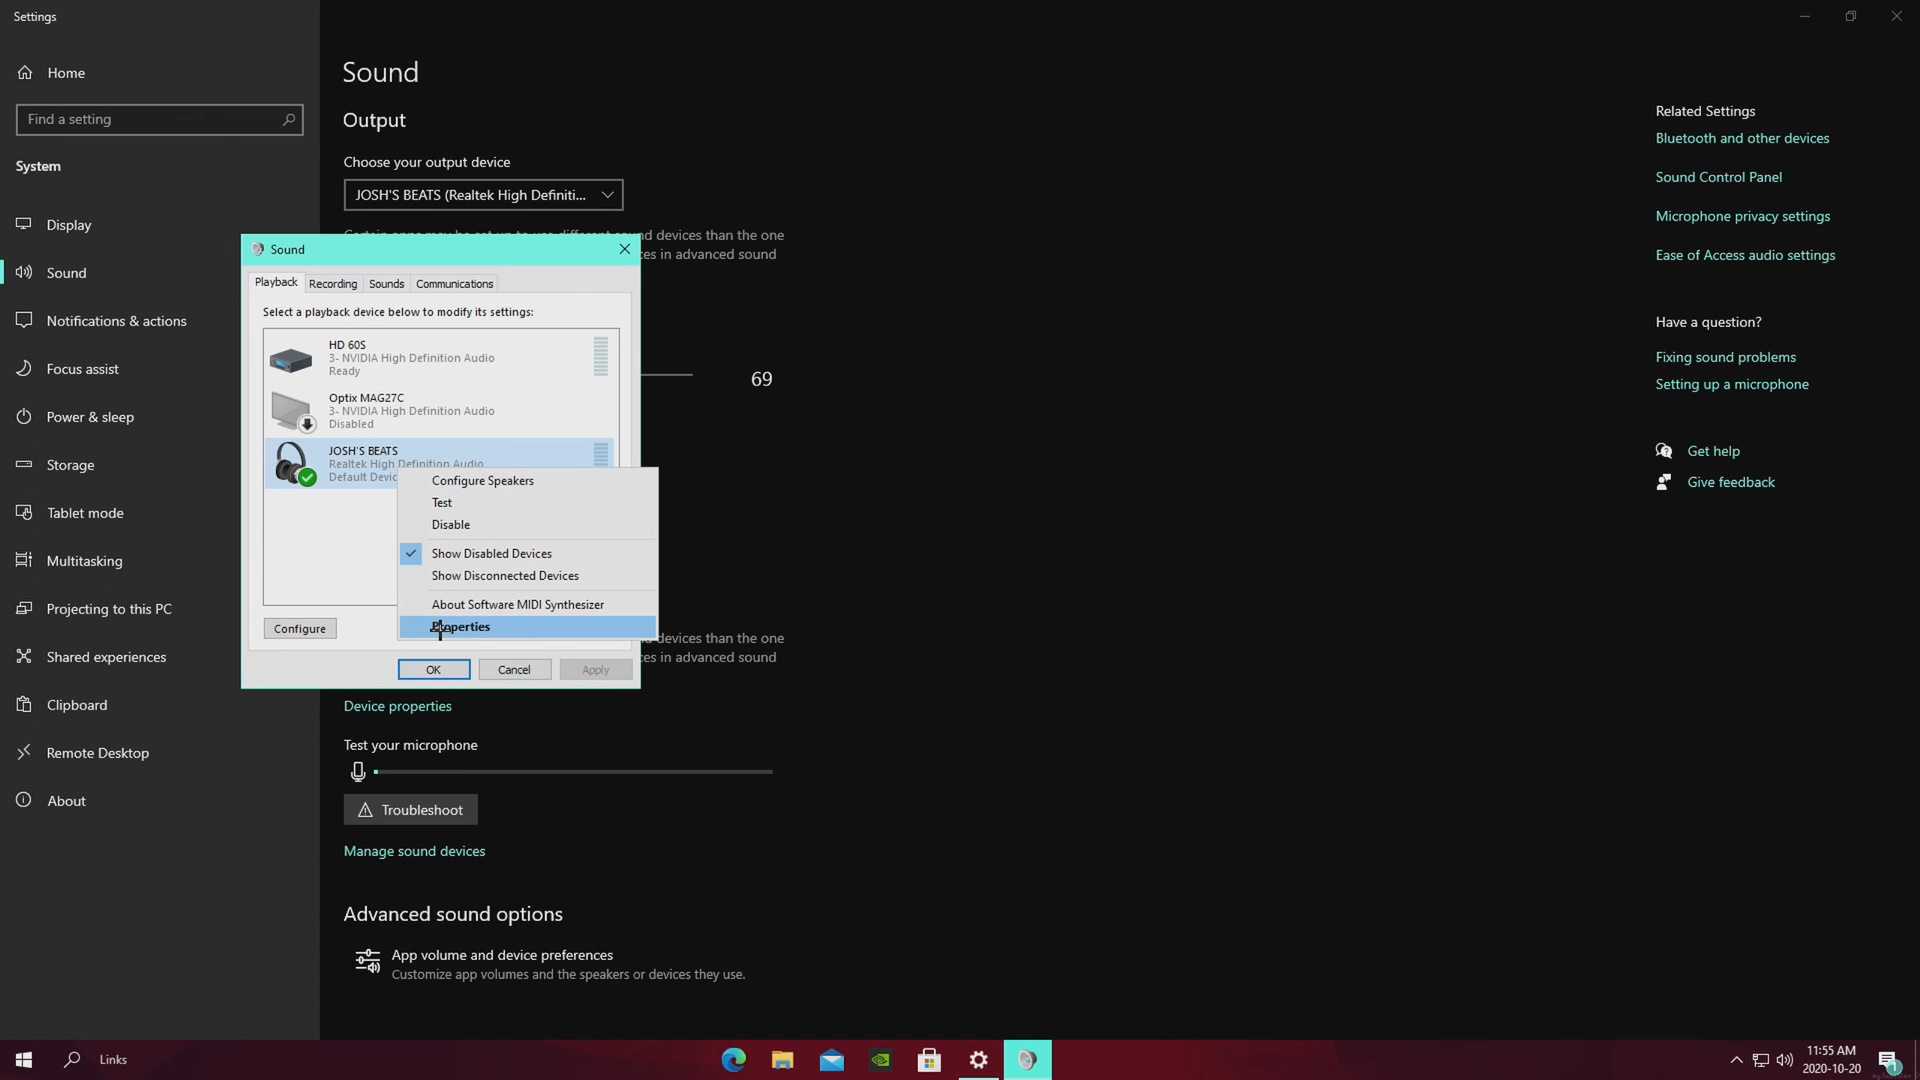 Settings
Home
Find a setting
System
Display
Sound
Notifications & actions
Focus assist
Power & sleep
Storage
Tablet mode
Multitasking
Projecting to this PC
Shared experiences
Clipboard
Remote Desktop
About
Sound
Output
Choose your output device
JOSH'S BEATS (Realtek High Definiti...
sound devices than the one
ces in advanced sound
69
Sound
Playback
Recording
Sounds
Communications
Select a playback device below to modify its settings:
HD 60S
3- NVIDIA High Definition Audio
Ready
Optix MAG27C
3- NVIDIA High Definition Audio
Disabled
JOSH'S BEATS
Realtek High Definition Audio
Default Devic
Configure Speakers
Test
Disable
Show Disabled Devices
Show Disconnected Devices
About Software MIDI Synthesizer
Properties
Configure
OK
Cancel
Apply
devices than the one
ces in advanced sound
Device properties
Test your microphone
Troubleshoot
Manage sound devices
Advanced sound options
App volume and device preferences
Customize app volumes and the speakers or devices they use.
Related Settings
Bluetooth and other devices
Sound Control Panel
Microphone privacy settings
Ease of Access audio settings
Have a question?
Fixing sound problems
Setting up a microphone
Get help
Give feedback
Links
11:55 AM
2020-10-20
1